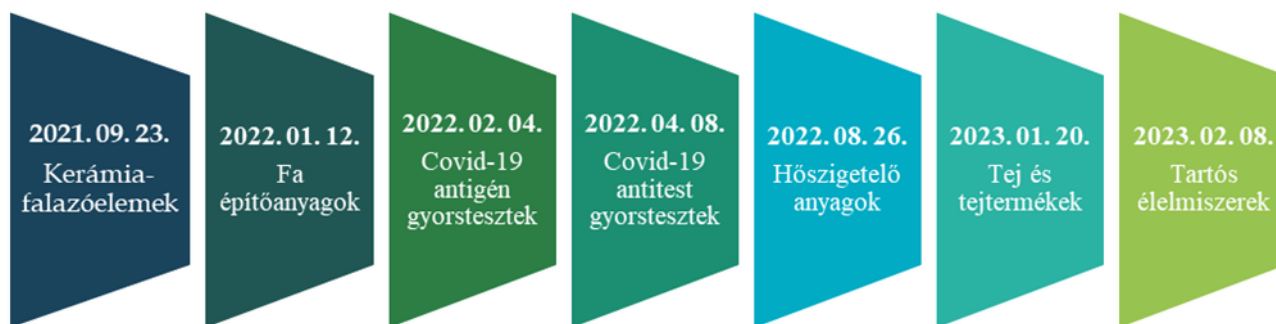 2021. 09. 23.
Kerámia-
falazóelemek
2022. 01. 12.
Fa
építőanyagok
2022. 02. 04.
Covid-19
antigén
gyorstesztek
2022. 04. 08.
Covid-19
antitest
gyorstesztek
2022. 08. 26.
Hőszigetelő
anyagok
2023. 01. 20.
Tej és
tejtermékek
2023. 02. 08.
Tartós
élelmiszerek